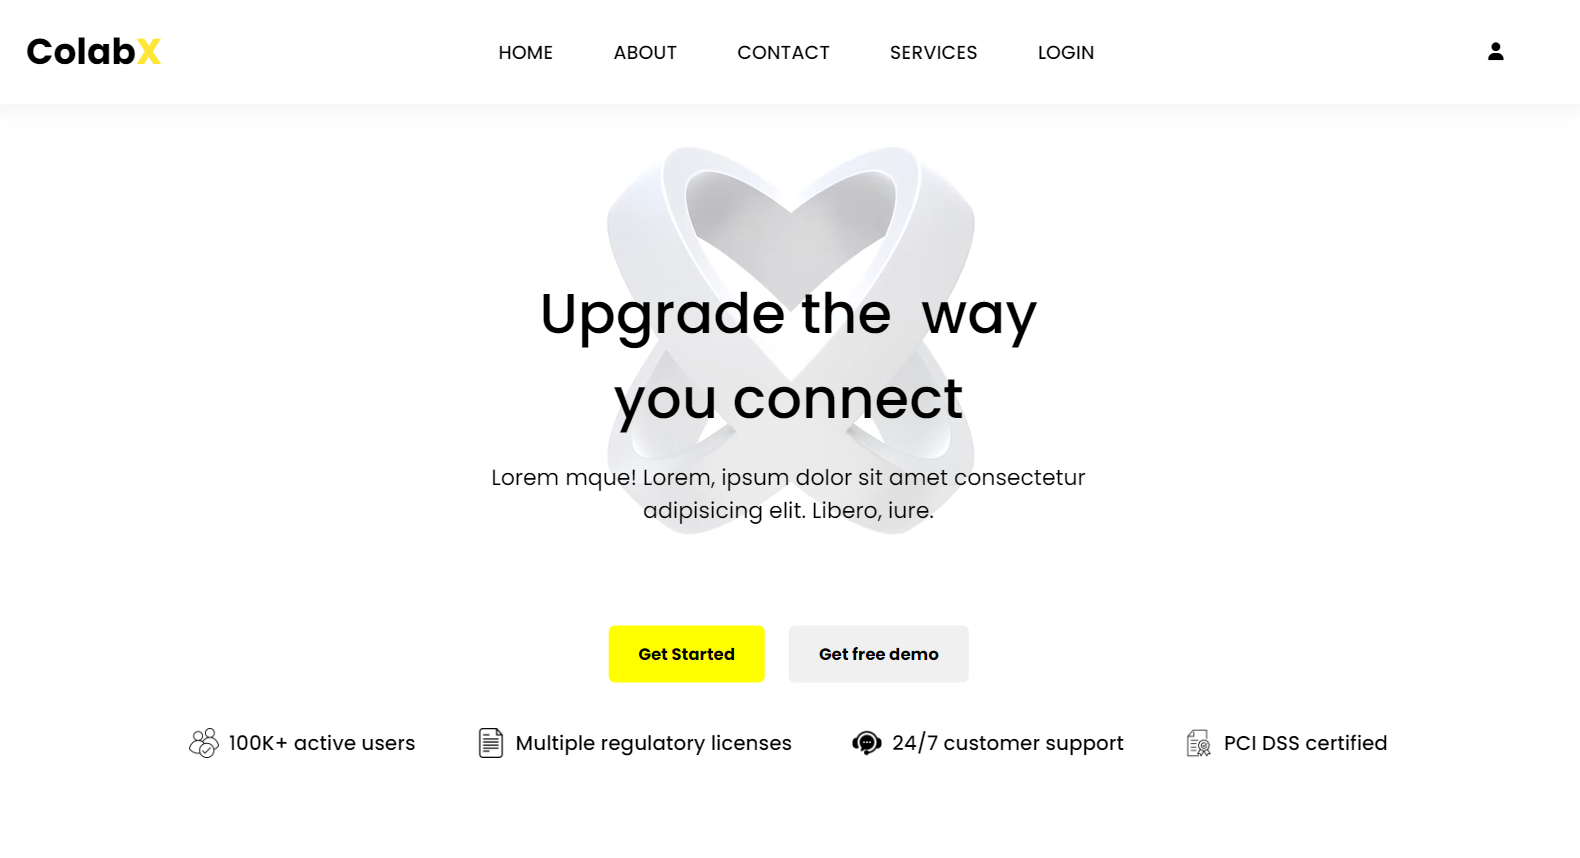 ColabX
HOME ABOUT CONTACT SERVICES LOGIN
Upgrade the way
you connect
Lorem mque! Lorem, ipsum dolor sit amet consectetur
adipisicing elit. Libero, iure.
Get Started Get free demo
100K+ active users Multiple regulatory licenses 24/7 customer support PCI DSS certified